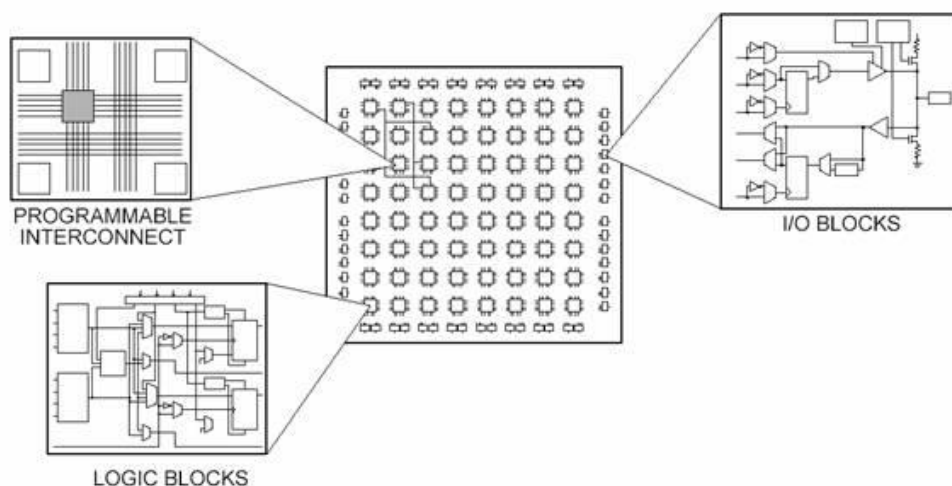 PROGRAMMABLE
INTERCONNECT
I/O BLOCKS
LOGIC BLOCKS